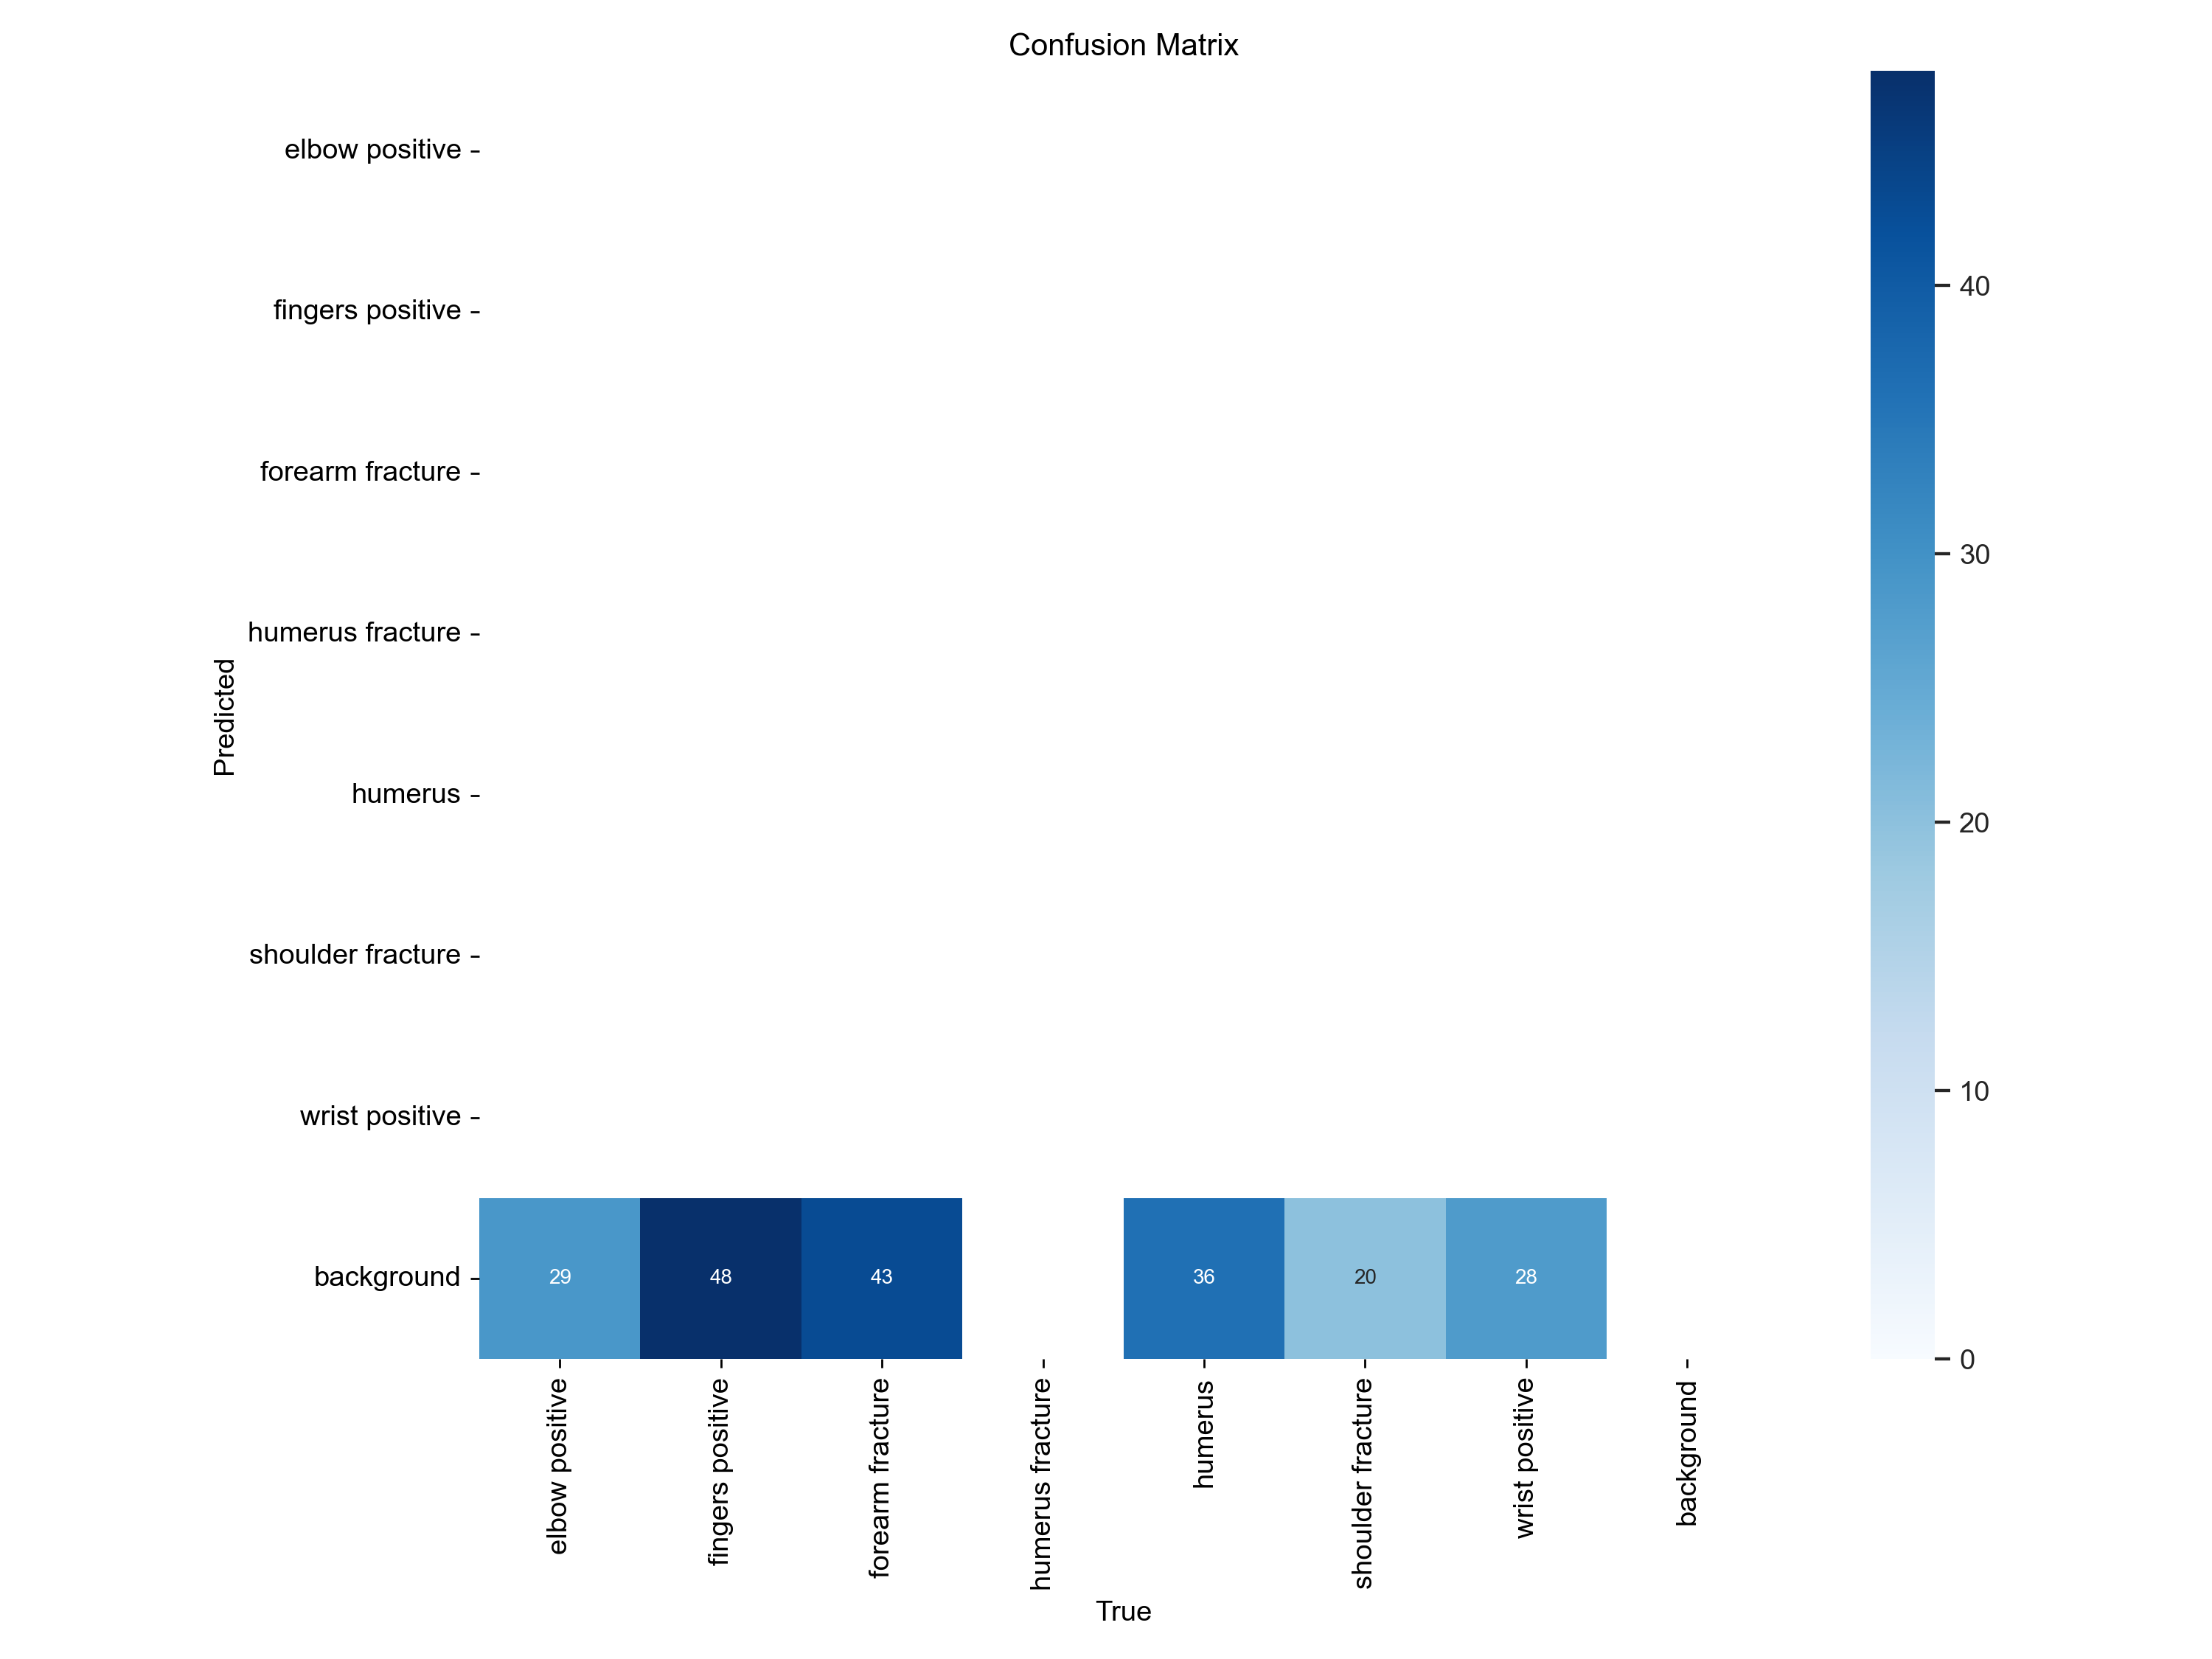 Confusion Matrix
elbow positive
fingers positive
forearm fracture
humerus fracture
humerus
shoulder fracture
wrist positive
background
Predicted
29 48 43 36 20 28
elbow positive
fingers positive
forearm fracture
humerus fracture
humerus
shoulder fracture
wrist positive
background
True
40
30
20
10
0